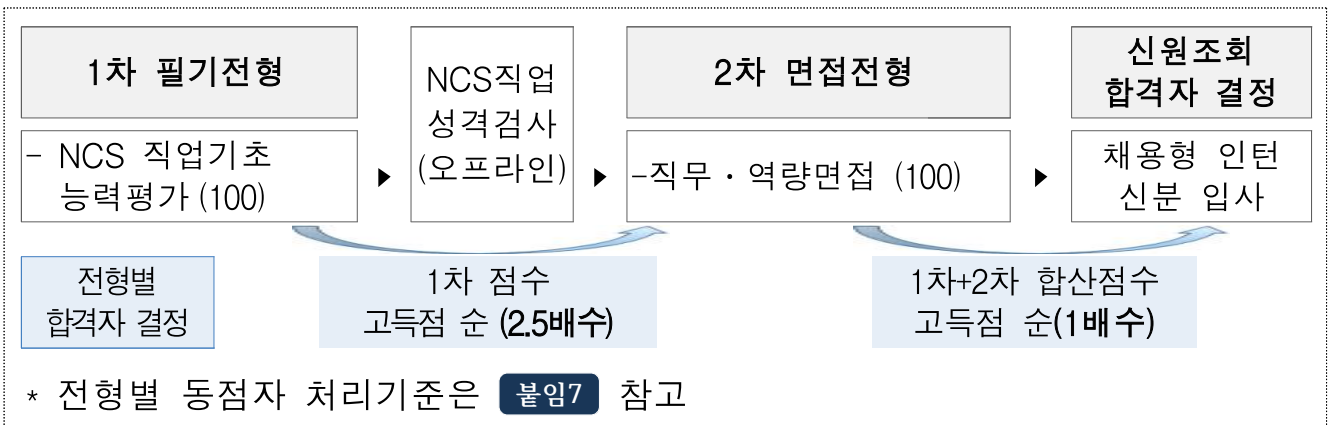 1차 필기전형
- NCS 직업기초
능력평가(100)
▶
NCS직업
성격검사
(오프라인)
▶
2차 면접전형
-직무·역량면접 (100)
▶
신원조회
합격자 결정
채용형 인턴
신분 입사
전형별
합격자 결정
1차 점수
고득점 순 (2.5배수)
1차+2차 합산점수
고득점 순(1배수)
* 전형별 동점자 처리기준은 붙임7 참고